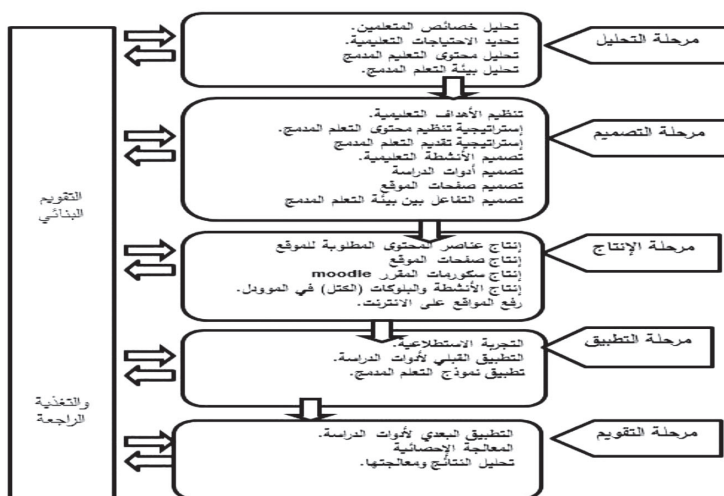 مرحلة التحليل
تحليل خصائص المتعلمين.
تحديد الاحتياجات التعليمية.
تحليل محتوى التعليم المدمج
تحليل بيئة التعلم المدمج.
مرحلة التصميم
تنظيم الأهداف التعليمية.
إستراتيجية تنظيم محتوى التعلم المدمج.
إستراتيجية تقديم التعلم المدمج
تصميم الأنشطة التعليمية.
تصميم أدوات الدراسة
تصميم صفحات الموقع
تصميم التفاعل بين بيئة التعلم المدمج
مرحلة الإنتاج
إنتاج عناصر المحتوى المطلوبة للموقع
إنتاج صفحات الموقع
إنتاج سكورمات المقرر moodle
إنتاج الأنشطة والبلوكات (الكتل) في الموودل.
رفع المواقع على الانترنت.
مرحلة التطبيق
التجربة الاستطلاعية.
التطبيق القبلي لأدوات الدراسة.
تطبيق نموذج التعلم المدمج.
مرحلة التقويم
التطبيق البعدي لأدوات الدراسة.
المعالجة الإحصائية
تحليل النتائج ومعالجتها.
التقويم
البنائي
والتغذية
الراجعة